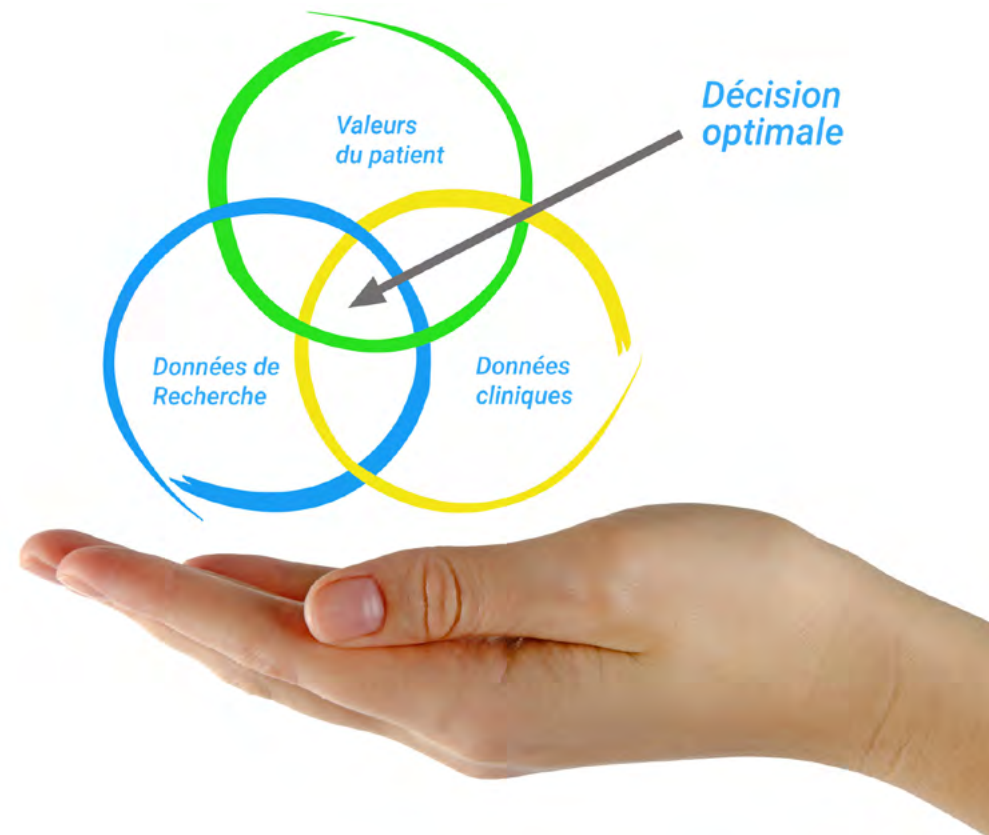 Décision
optimale
Valeurs
du patient
Données de
Recherche
Données
cliniques